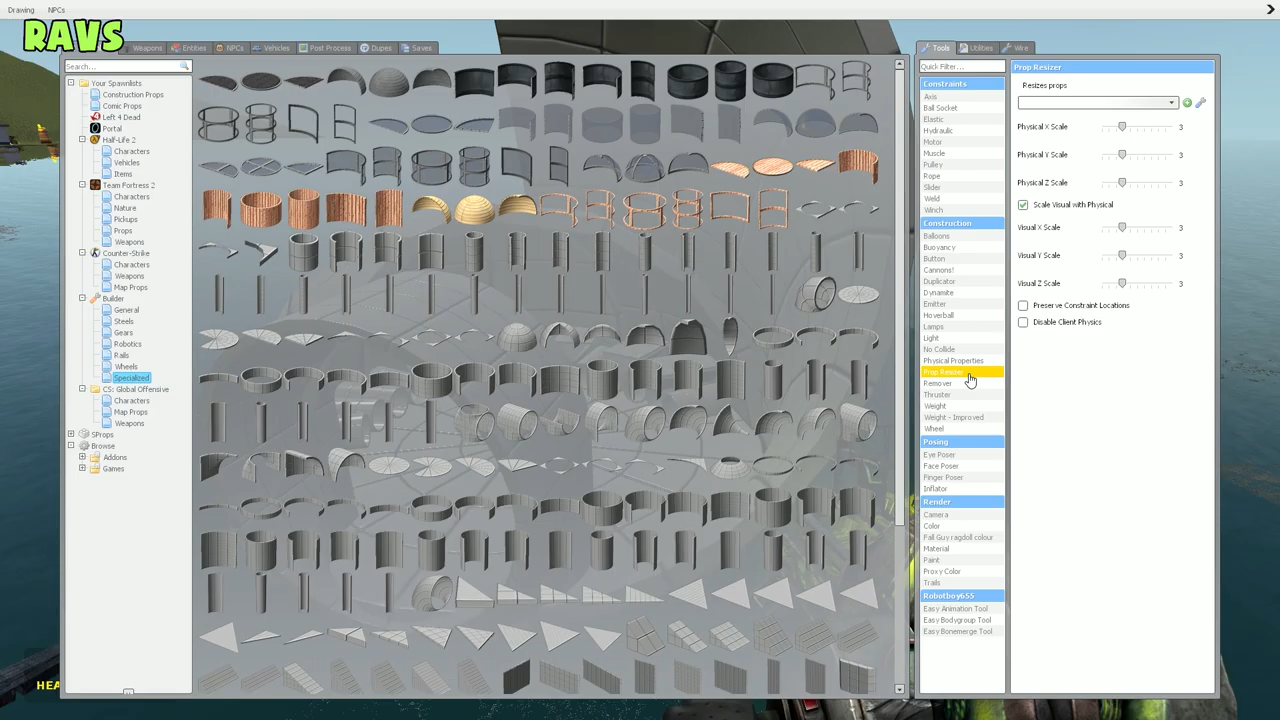 Drawing NPCs
RAVS
Weapons Entities NPCs Vehicles Post Process Dupes Saves
Search...
Your Spawnlists
Construction Props
Comic Props
Left 4 Dead
Portal
Half-Life 2
Characters
Vehicles
Items
Team Fortress 2
Characters
Nature
Pickups
Props
Weapons
Counter-Strike
Characters
Weapons
Map Props
Builder
General
Steels
Gears
Robotics
Rails
Wheels
Specialized
CS: Global Offensive
Characters
Map Props
Weapons
SProps
Browse
Addons
Games
HEA
Tools Utilities Wire
Quick Filter...
Constraints
Axis
Ball Socket
Elastic
Hydraulic
Motor
Muscle
Pulley
Rope
Slider
Weld
Winch
Construction
Balloons
Buoyancy
Button
Cannons!
Duplicator
Dynamite
Emitter
Hoverball
Lamps
Light
No Collide
Physical Properties
Prop Resizer
Remover
Thruster
Weight
Weight - Improved
Wheel
Posing
Eye Poser
Face Poser
Finger Poser
Inflator
Render
Camera
Color
Fall Guy ragdoll colour
Material
Paint
Proxy Color
Trails
Robotboy655
Easy Animation Tool
Easy Bodygroup Tool
Easy Bonemerge Tool
Prop Resizer
Resizes props
Physical X Scale 3
Physical Y Scale 3
Physical Z Scale 3
Scale Visual with Physical
Visual X Scale 3
Visual Y Scale 3
Visual Z Scale 3
Preserve Constraint Locations
Disable Client Physics